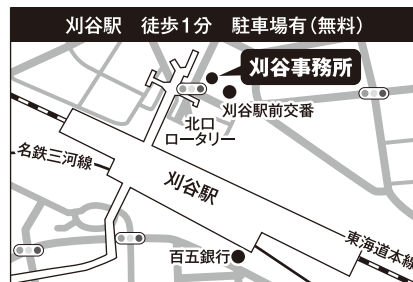 刈谷駅　徒歩1分　駐車場有（無料）
刈谷事務所
刈谷駅前交番
北口
ロータリー
名鉄三河線
刈谷駅
東海道本線
百五銀行